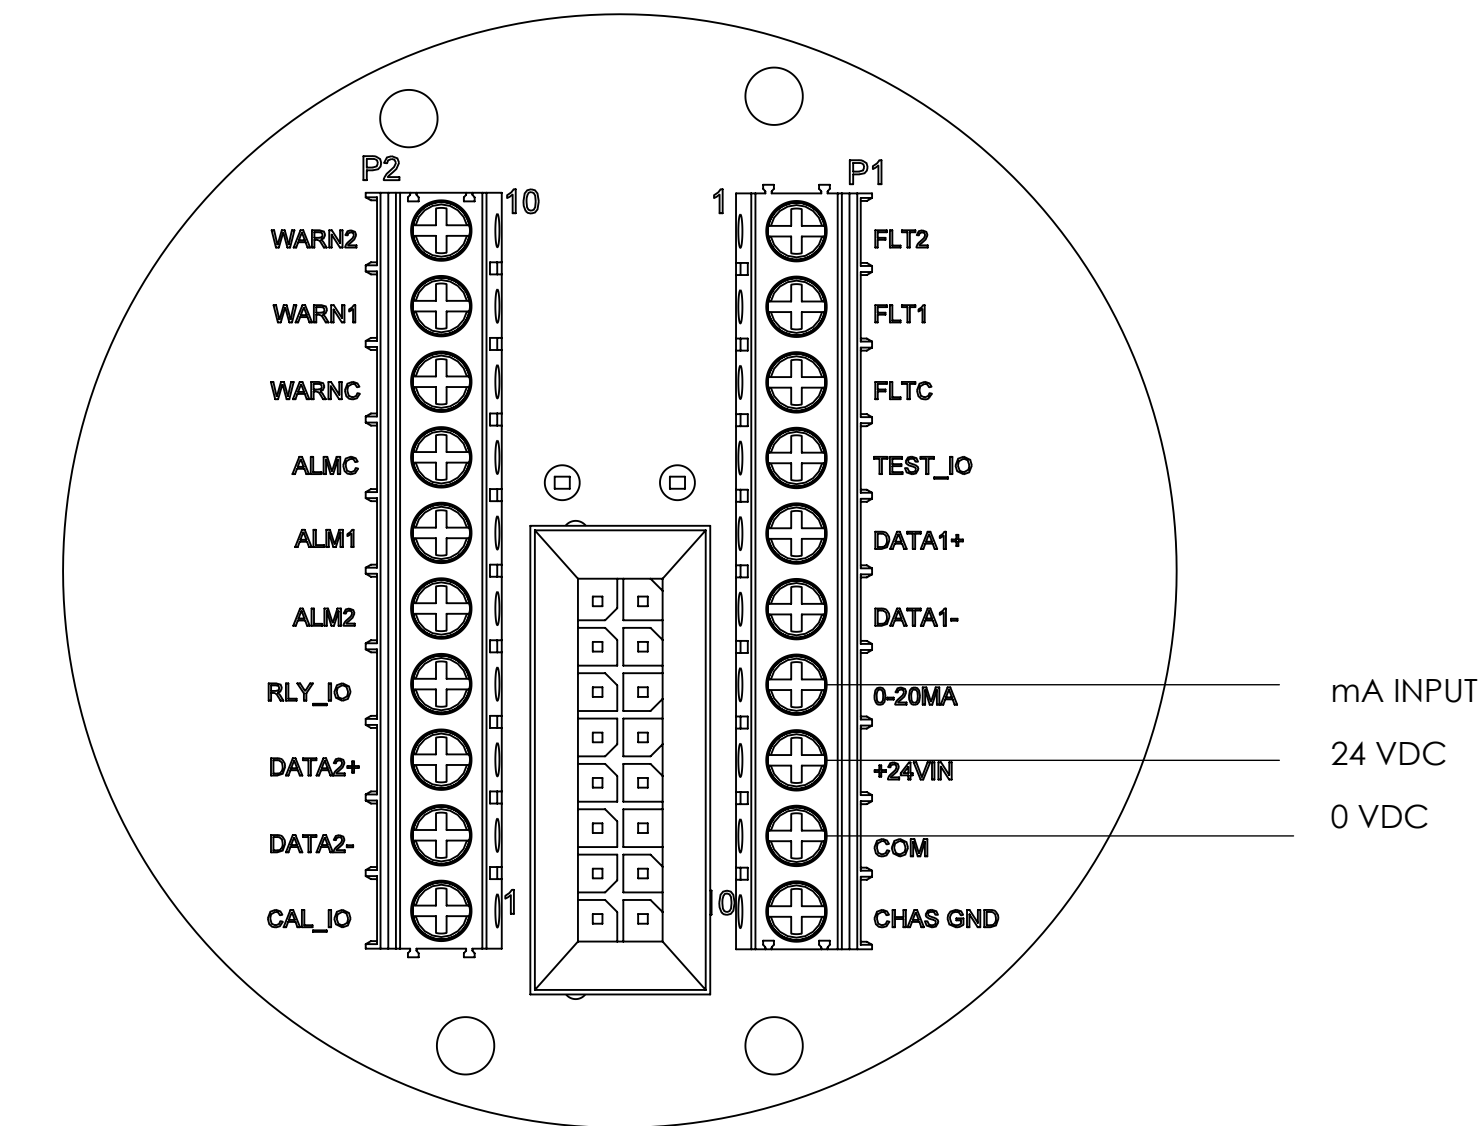 P2
10
WARN2
WARN1
WARNC
ALMC
ALM1
ALM2
RLY_IO
DATA2+
DATA2-
CAL_IO
1
P1
1
FLT2
FLT1
FLTC
TEST_IO
DATA1+
DATA1-
0-20MA
+24VIN
COM
CHAS GND
10
mA INPUT
24 VDC
0 VDC